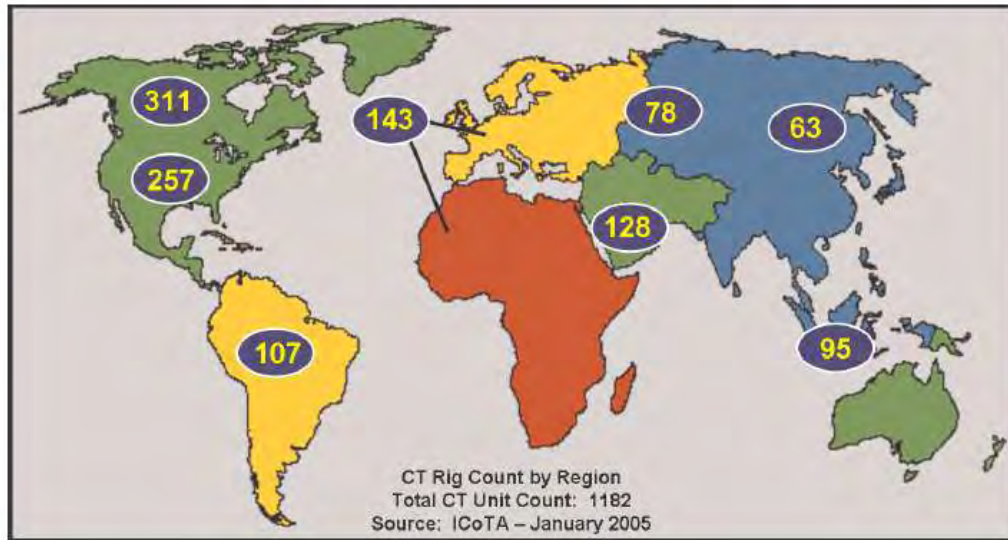 311
257
143
78
63
128
107
95
CT Rig Count by Region
Total CT Unit Count: 1182
Source: ICoTA – January 2005